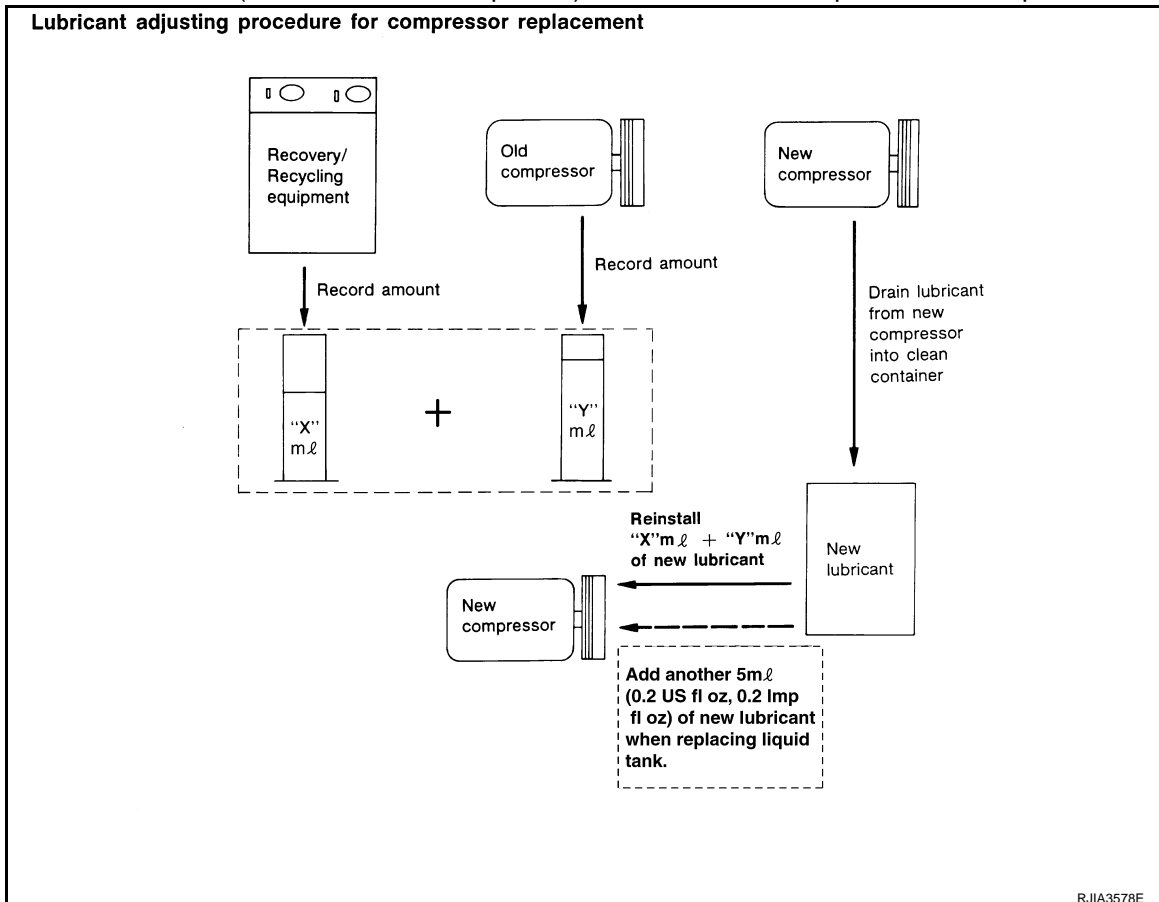 Lubricant adjusting procedure for compressor replacement
Recovery/
Recycling
equipment
Old
compressor
New
compressor
Record amount
Record amount
Drain lubricant
from new
compressor
into clean
container
“X”
mℓ
+
“Y”
mℓ
Reinstall
“X”mℓ + “Y”mℓ
of new lubricant
New
lubricant
New
compressor
Add another 5mℓ
(0.2 US fl oz, 0.2 Imp
fl oz) of new lubricant
when replacing liquid
tank.
RJIA3578E